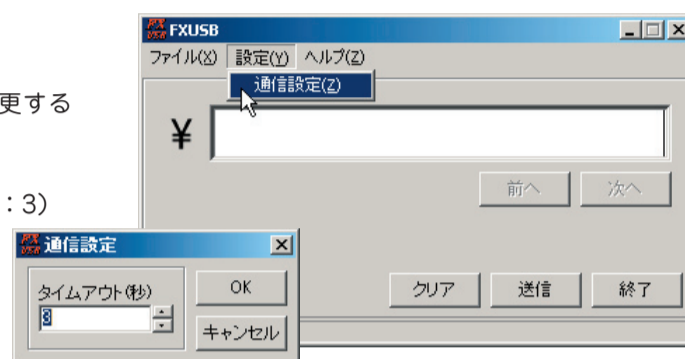 FXUSB
ファイル(X) 設定(Y) ヘルプ(Z)
通信設定(Z)
更する
¥
前へ 次へ
：3)
通信設定
タイムアウト(秒)
3
OK
キャンセル
クリア 送信 終了